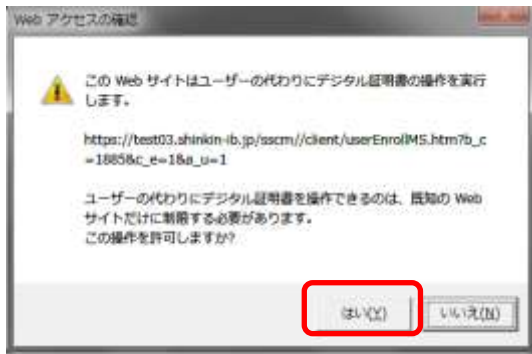 Web アクセスの確認
この Web サイトはユーザーの代わりにデジタル証明書の操作を実行
します。
https://test03.shinkin-ib.jp/sscm//client/userEnrollMS.htm?b_c
=1885&c_e=1&a_u=1
ユーザーの代わりにデジタル証明書を操作できるのは、既知の Web
サイトだけに制限する必要があります。
この操作を許可しますか?
はい(Y)
いいえ(N)